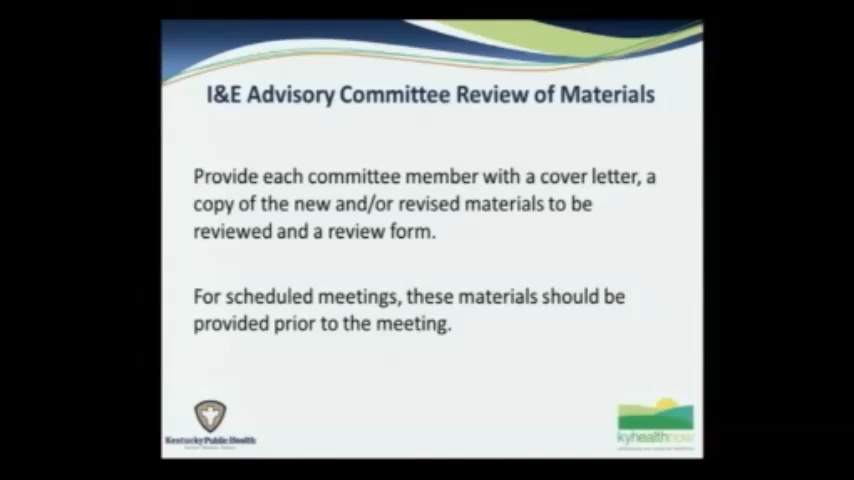 I&E Advisory Committee Review of Materials
Provide each committee member with a cover letter, a
copy of the new and/or revised materials to be
reviewed and a review form.
For scheduled meetings, these materials should be
provided prior to the meeting.
Kentucky Public Health
kyhealthnow